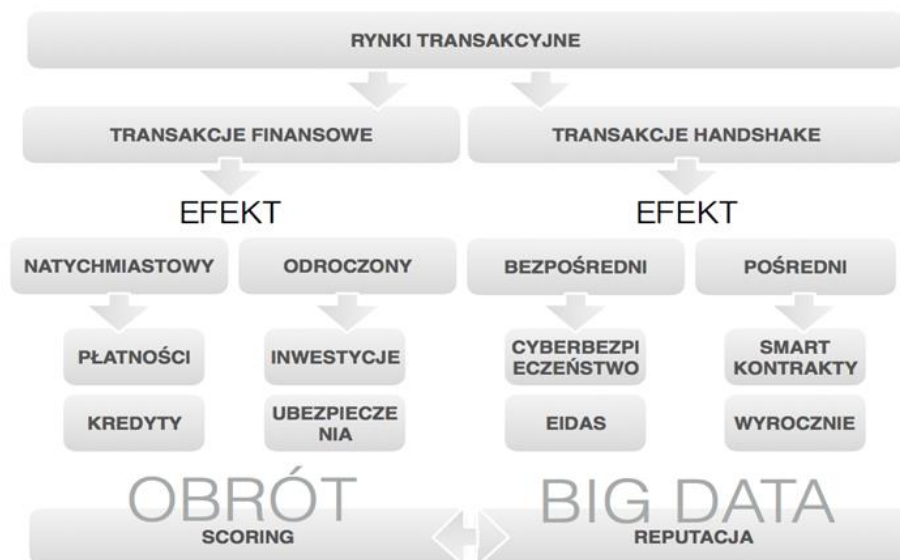 RYNKI TRANSAKCYJNE
TRANSAKCJE FINANSOWE
TRANSAKCJE HANDSHAKE
EFEKT
EFEKT
NATYCHMIASTOWY
ODROCZONY
BEZPOŚREDNI
POŚREDNI
PŁATNOŚCI
INWESTYCJE
CYBERBEZPI
ECZEŃSTWO
SMART
KONTRAKTY
KREDYTY
UBEZPIECZE
NIA
EIDAS
WYROCZNIE
OBRÓT
BIG DATA
SCORING
REPUTACJA